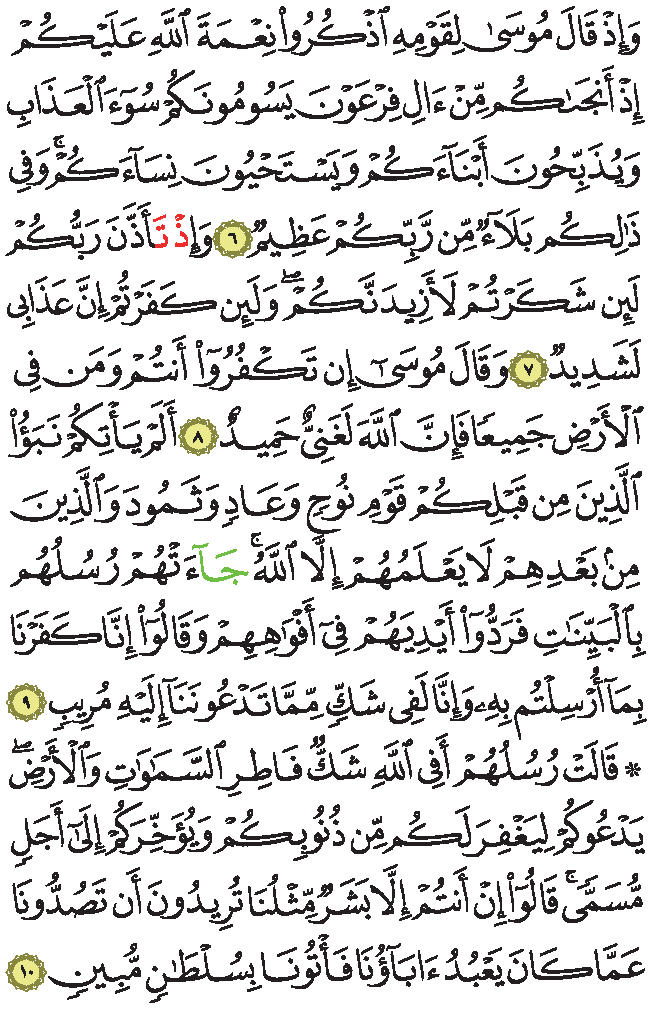 وَإِذْ قَالَ مُوسَىٰ لِقَوْمِهِ ٱذْكُرُوا۟ نِعْمَةَ ٱللَّهِ عَلَيْكُمْ
إِذْ أَنجَىٰكُم مِّنْ ءَالِ فِرْعَوْنَ يَسُومُونَكُمْ سُوٓءَ ٱلْعَذَابِ
وَيُذَبِّحُونَ أَبْنَآءَكُمْ وَيَسْتَحْيُونَ نِسَآءَكُمْ ۚ وَفِى
ذَٰلِكُم بَلَآءٌ مِّن رَّبِّكُمْ عَظِيمٌ ٦ وَإِذْ تَأَذَّنَ رَبُّكُمْ
لَئِن شَكَرْتُمْ لَأَزِيدَنَّكُمْ ۖ وَلَئِن كَفَرْتُمْ إِنَّ عَذَابِى
لَشَدِيدٌ ٧ وَقَالَ مُوسَىٰٓ إِن تَكْفُرُوٓا۟ أَنتُمْ وَمَن فِى
ٱلْأَرْضِ جَمِيعًا فَإِنَّ ٱللَّهَ لَغَنِىٌّ حَمِيدٌ ٨ أَلَمْ يَأْتِكُمْ نَبَؤُا۟
ٱلَّذِينَ مِن قَبْلِكُمْ قَوْمِ نُوحٍ وَعَادٍ وَثَمُودَ وَٱلَّذِينَ
مِنۢ بَعْدِهِمْ لَا يَعْلَمُهُمْ إِلَّا ٱللَّهُ ۚ جَآءَتْهُمْ رُسُلُهُم
بِٱلْبَيِّنَٰتِ فَرَدُّوٓا۟ أَيْدِيَهُمْ فِىٓ أَفْوَٰهِهِمْ وَقَالُوٓا۟ إِنَّا كَفَرْنَا
بِمَآ أُرْسِلْتُم بِهِۦ وَإِنَّا لَفِى شَكٍّ مِّمَّا تَدْعُونَنَآ إِلَيْهِ مُرِيبٍ ٩
* قَالَتْ رُسُلُهُمْ أَفِى ٱللَّهِ شَكٌّ فَاطِرِ ٱلسَّمَٰوَٰتِ وَٱلْأَرْضِ ۖ
يَدْعُوكُمْ لِيَغْفِرَ لَكُم مِّن ذُنُوبِكُمْ وَيُؤَخِّرَكُمْ إِلَىٰٓ أَجَلٍ
مُّسَمًّى ۚ قَالُوٓا۟ إِنْ أَنتُمْ إِلَّا بَشَرٌ مِّثْلُنَا تُرِيدُونَ أَن تَصُدُّونَا
عَمَّا كَانَ يَعْبُدُ ءَابَآؤُنَا فَأْتُونَا بِسُلْطَٰنٍ مُّبِينٍ ١٠